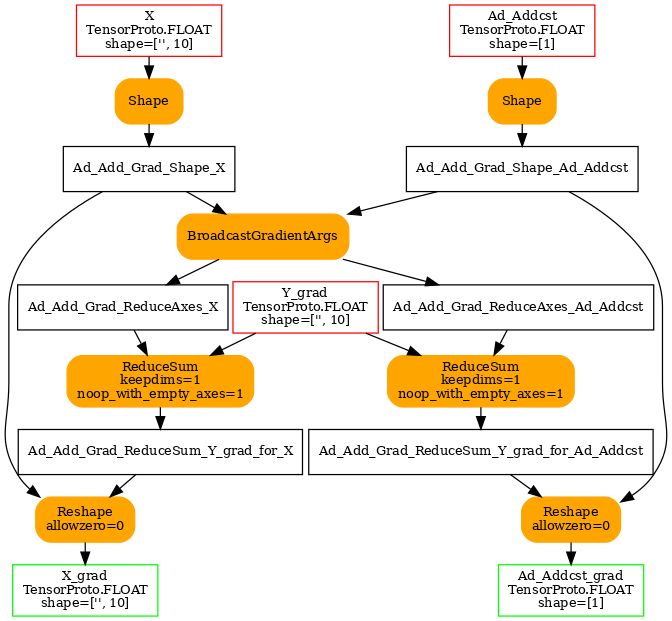 X
TensorProto.FLOAT
shape=['', 10]
Ad_Addcst
TensorProto.FLOAT
shape=[1]
Shape
Shape
Ad_Add_Grad_Shape_X
Ad_Add_Grad_Shape_Ad_Addcst
BroadcastGradientArgs
Ad_Add_Grad_ReduceAxes_X
Y_grad
TensorProto.FLOAT
shape=['', 10]
Ad_Add_Grad_ReduceAxes_Ad_Addcst
ReduceSum
keepdims=1
noop_with_empty_axes=1
ReduceSum
keepdims=1
noop_with_empty_axes=1
Ad_Add_Grad_ReduceSum_Y_grad_for_X
Ad_Add_Grad_ReduceSum_Y_grad_for_Ad_Addcst
Reshape
allowzero=0
Reshape
allowzero=0
X_grad
TensorProto.FLOAT
shape=['', 10]
Ad_Addcst_grad
TensorProto.FLOAT
shape=[1]